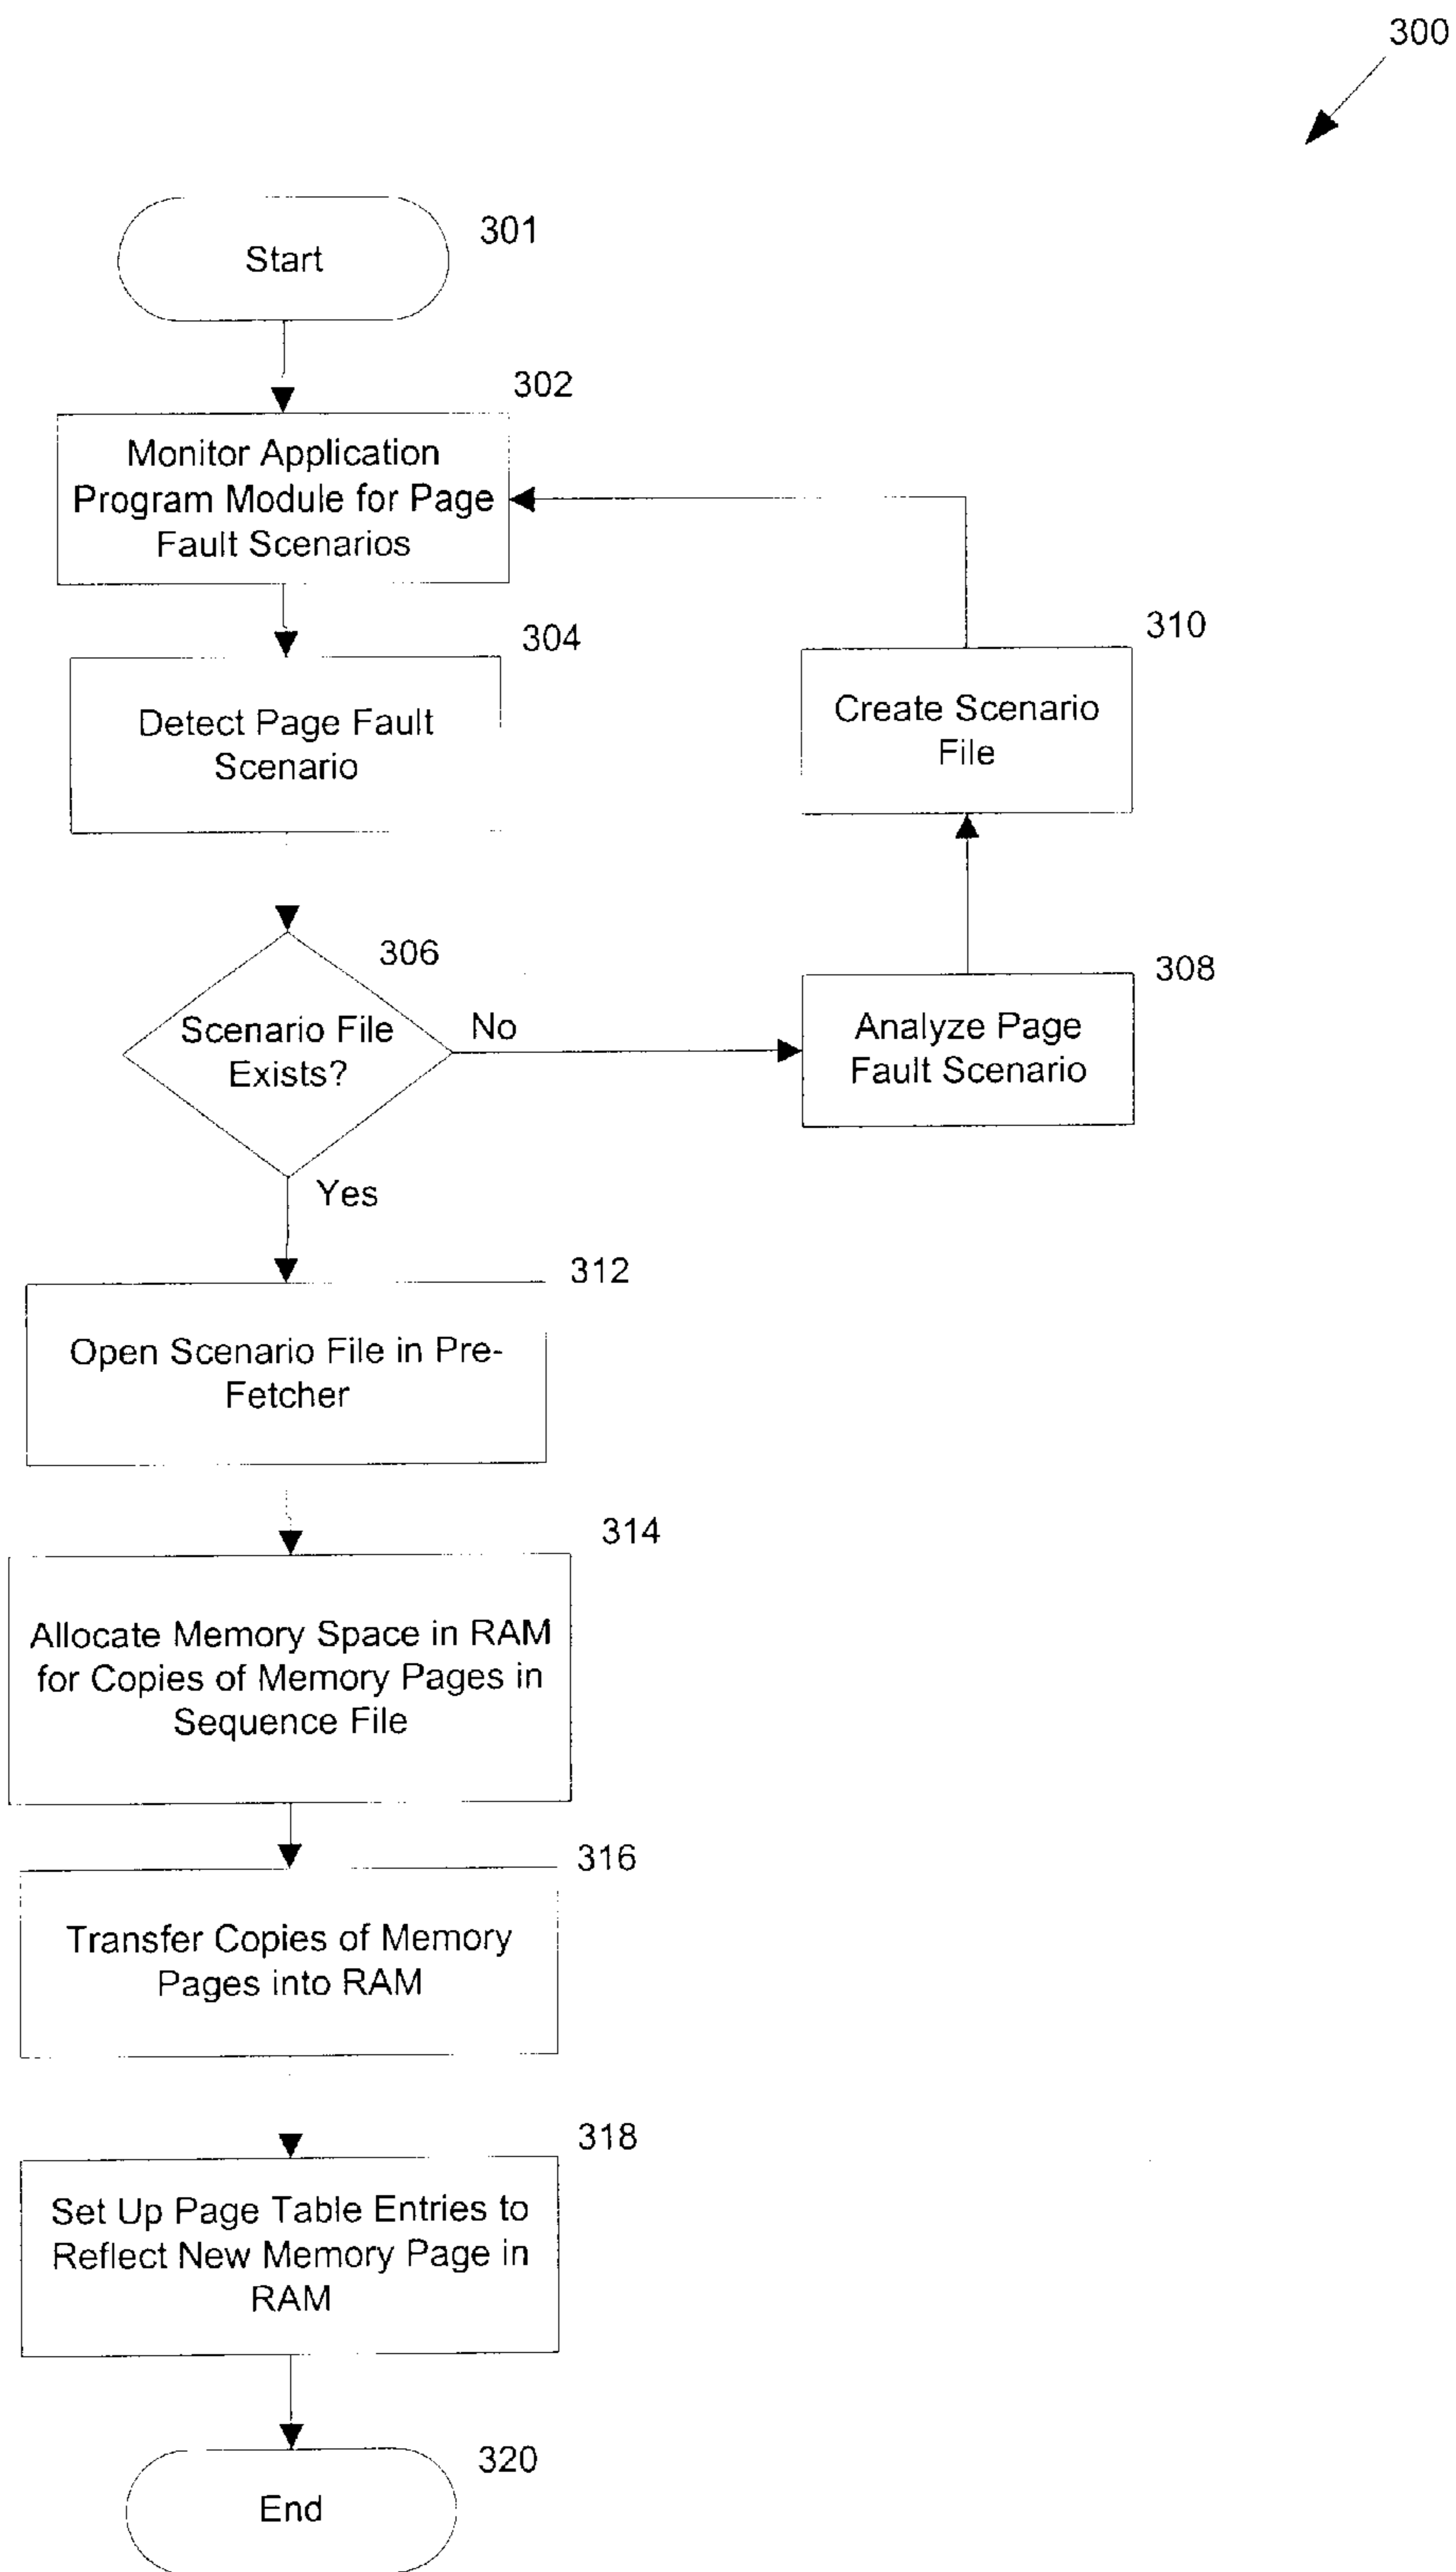 300
301
Start
302
Monitor Application
Program Module for Page
Fault Scenarios
304
Detect Page Fault
Scenario
310
Create Scenario
File
306
Scenario File
Exists?
No
308
Analyze Page
Fault Scenario
Yes
312
Open Scenario File in Pre-
Fetcher
314
Allocate Memory Space in RAM
for Copies of Memory Pages in
Sequence File
316
Transfer Copies of Memory
Pages into RAM
318
Set Up Page Table Entries to
Reflect New Memory Page in
RAM
320
End